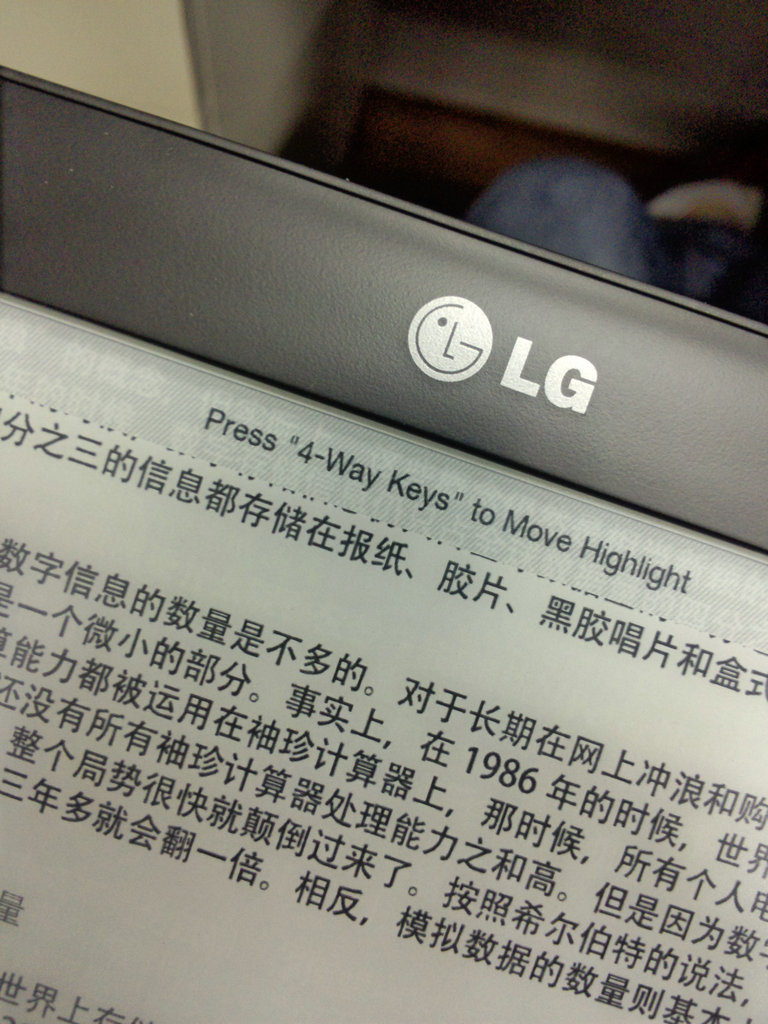 LG
Press "4-Way Keys" to Move Highlight
分之三的信息都存储在报纸、胶片、黑胶唱片和盒式
数字信息的数量是不多的。对于长期在网上冲浪和购
是一个微小的部分。事实上，在 1986 年的时候，世界
算能力都被运用在袖珍计算器上，那时候，所有个人电
还没有所有袖珍计算器处理能力之和高。但是因为数字
整个局势很快就颠倒过来了。按照希尔伯特的说法，
三年多就会翻一倍。相反，模拟数据的数量则基本
量
世界上存储